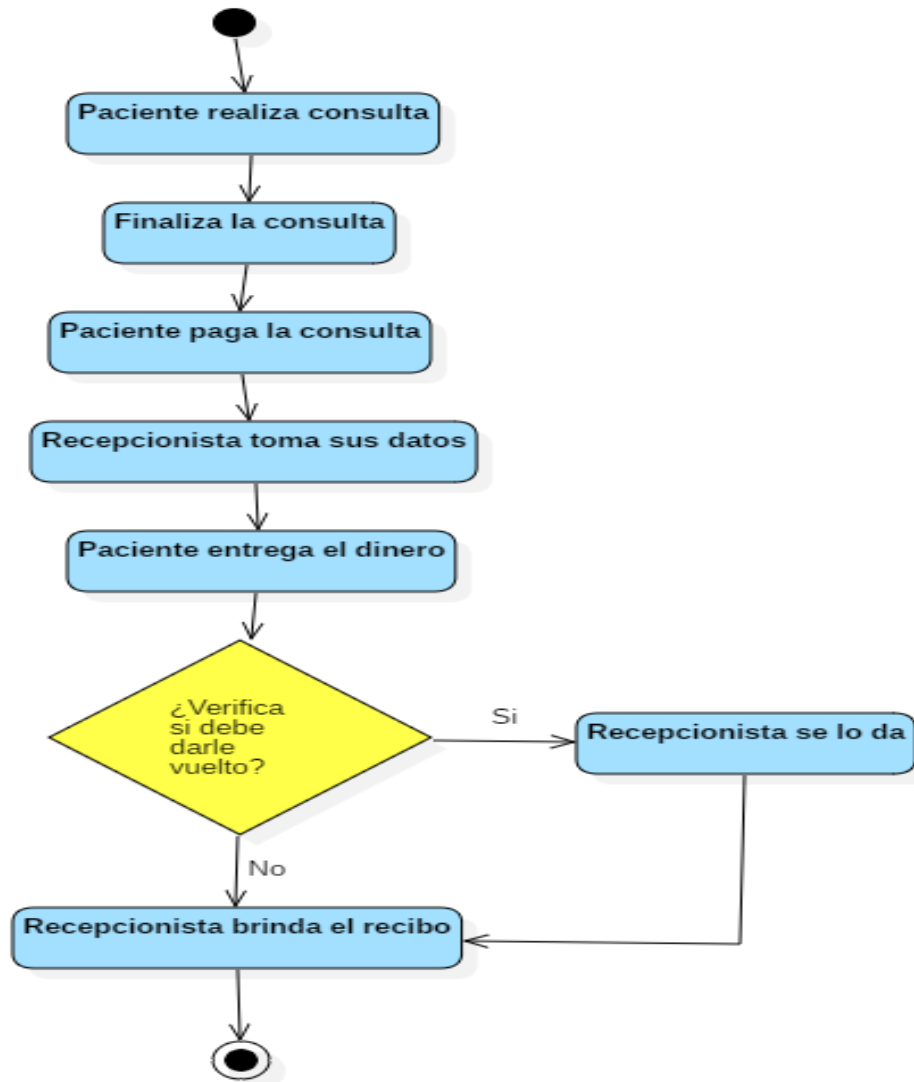 Paciente realiza consulta
Finaliza la consulta
Paciente paga la consulta
Recepcionista toma sus datos
Paciente entrega el dinero
¿Verifica
si debe
darle
vuelto?
Si
Recepcionista se lo da
No
Recepcionista brinda el recibo